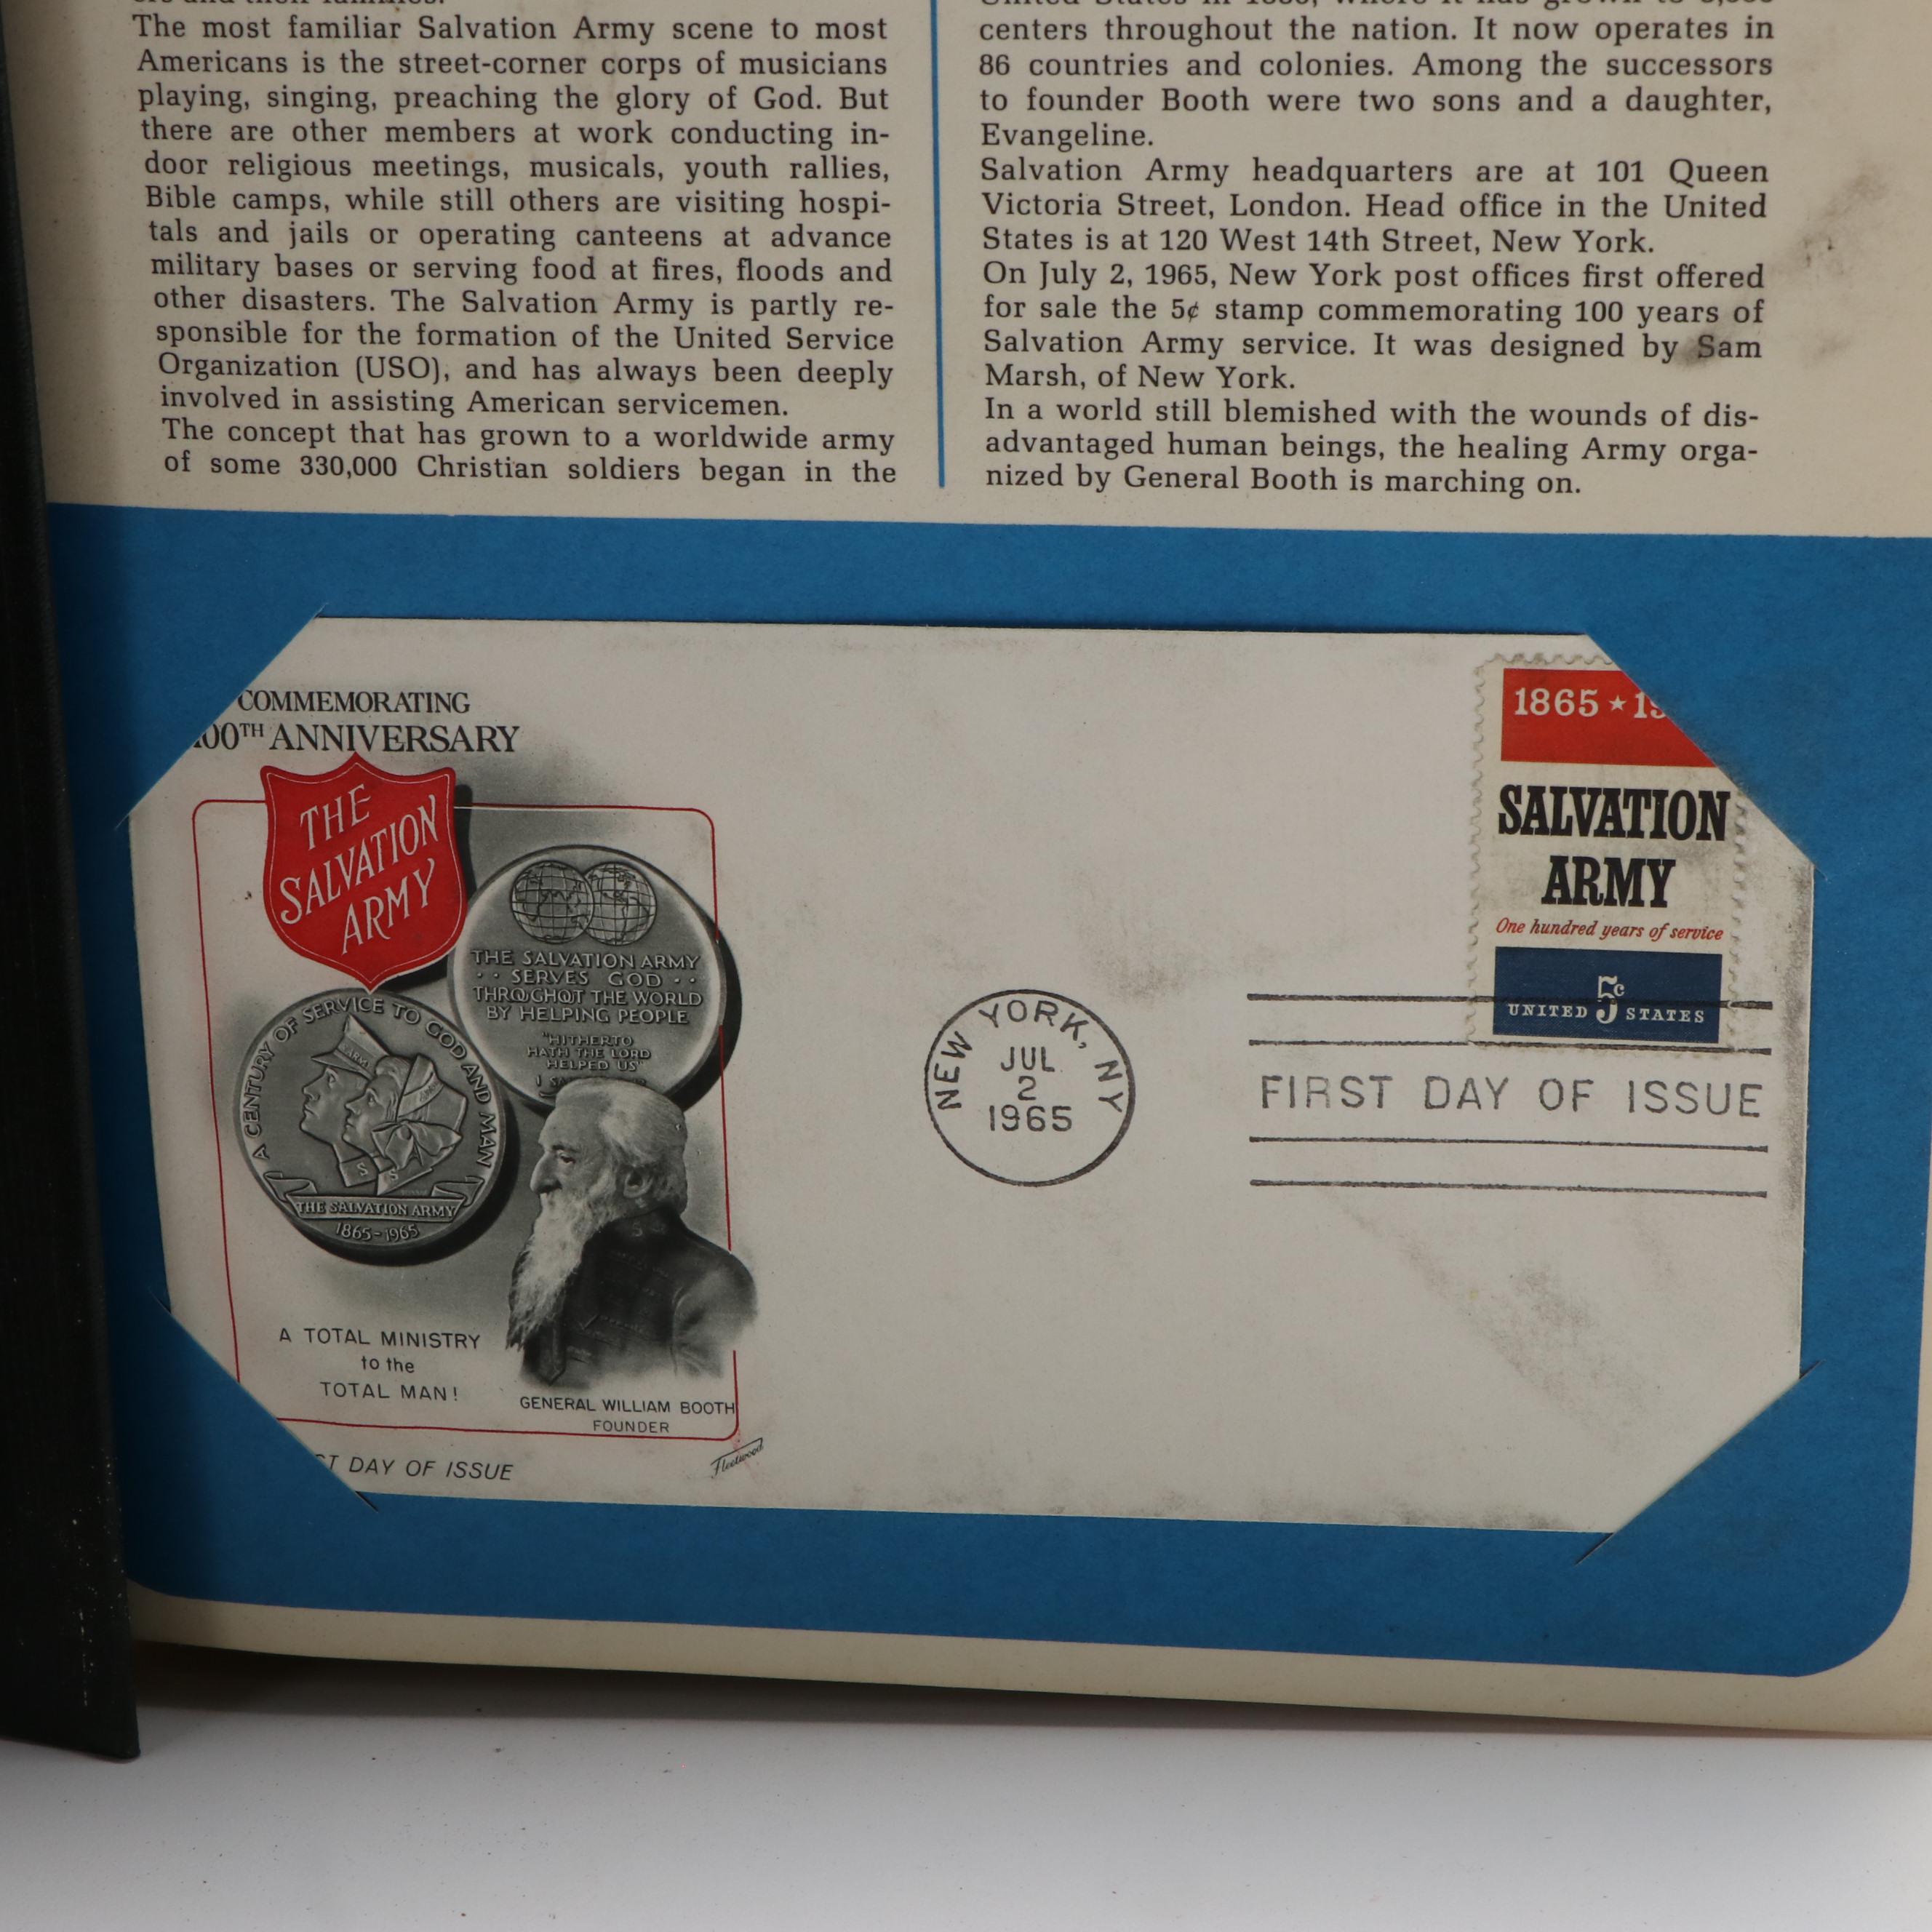 The most familiar Salvation Army scene to most
Americans is the street-corner corps of musicians
playing, singing, preaching the glory of God. But
there are other members at work conducting in-
door religious meetings, musicals, youth rallies,
Bible camps, while still others are visiting hospi-
tals and jails or operating canteens at advance
military bases or serving food at fires, floods and
other disasters. The Salvation Army is partly re-
sponsible for the formation of the United Service
Organization (USO), and has always been deeply
involved in assisting American servicemen.
The concept that has grown to a worldwide army
of some 330,000 Christian soldiers began in the
centers throughout the nation. It now operates in
86 countries and colonies. Among the successors
to founder Booth were two sons and a daughter,
Evangeline.
Salvation Army headquarters are at 101 Queen
Victoria Street, London. Head office in the United
States is at 120 West 14th Street, New York.
On July 2, 1965, New York post offices first offered
for sale the 5¢ stamp commemorating 100 years of
Salvation Army service. It was designed by Sam
Marsh, of New York.
In a world still blemished with the wounds of dis-
advantaged human beings, the healing Army orga-
nized by General Booth is marching on.
COMMEMORATING
00TH ANNIVERSARY
THE
SALVATION
ARMY
THE SALVATION ARMY
·· SERVES GOD ··
THROUGHOUT THE WORLD
BY HELPING PEOPLE
"HITHERTO
HATH THE LORD
HELPED US"
A CENTURY OF SERVICE TO GOD AND MAN
ARMY
S S
THE SALVATION ARMY
1865-1965
A TOTAL MINISTRY
to the
TOTAL MAN!
GENERAL WILLIAM BOOTH
FOUNDER
ST DAY OF ISSUE
Fleetwood
NEW YORK, NY
JUL
2
1965
1865 ★ 19
SALVATION
ARMY
One hundred years of service
5c
UNITED STATES
FIRST DAY OF ISSUE